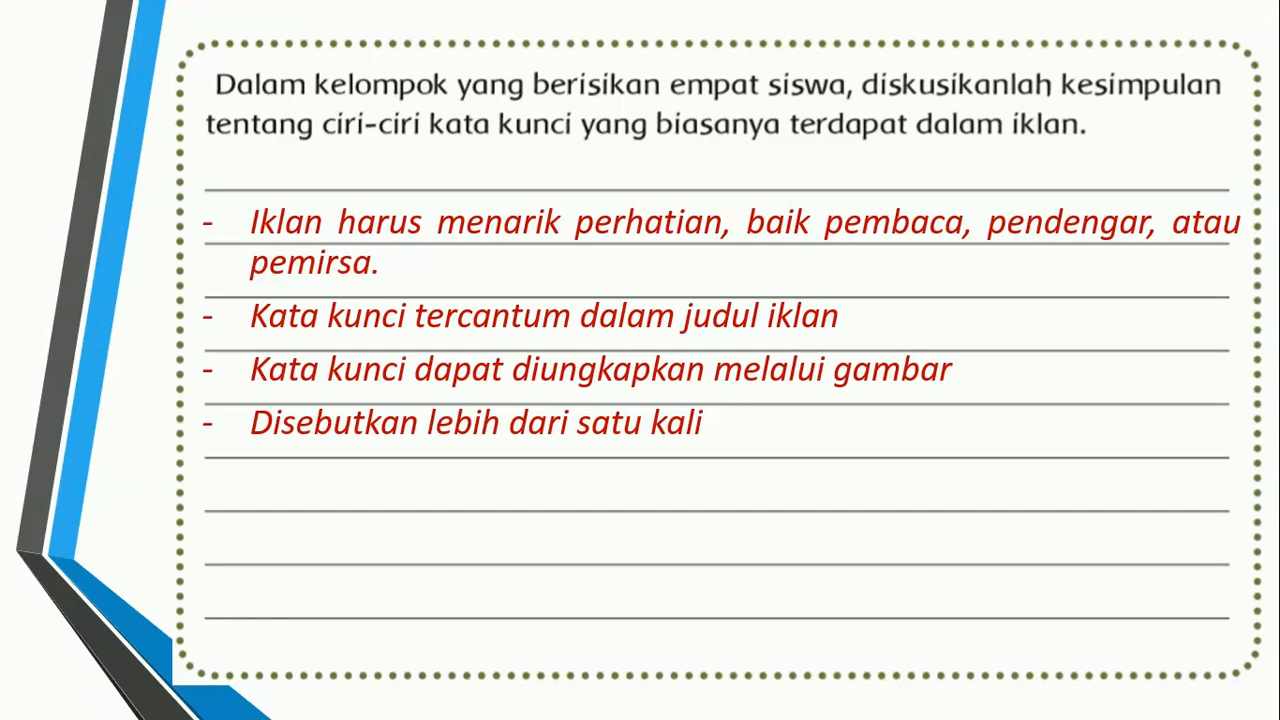 Dalam kelompok yang berisikan empat siswa, diskusikanlah kesimpulan
tentang ciri-ciri kata kunci yang biasanya terdapat dalam iklan.
- Iklan harus menarik perhatian, baik pembaca, pendengar, atau
pemirsa.
- Kata kunci tercantum dalam judul iklan
- Kata kunci dapat diungkapkan melalui gambar
- Disebutkan lebih dari satu kali